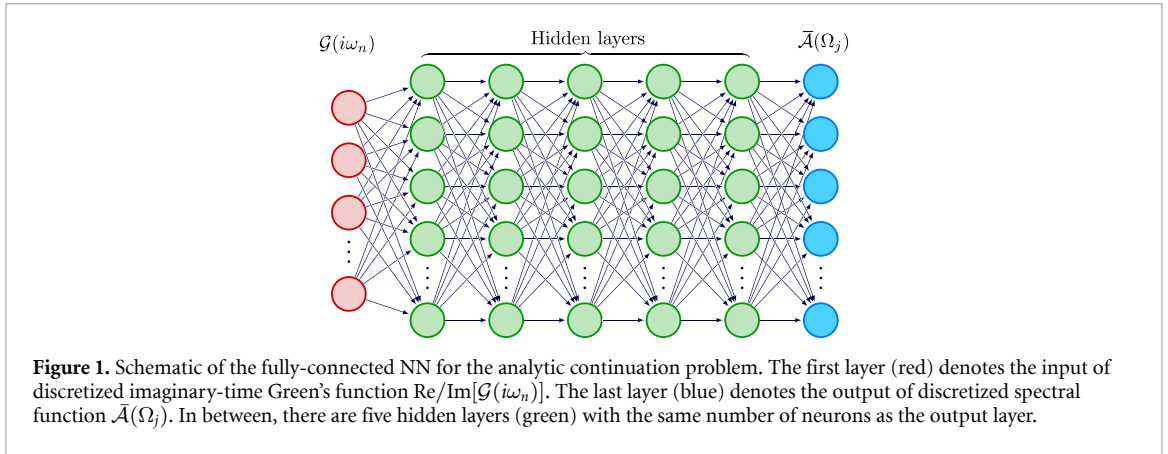 𝒢(iωₙ)
Hidden layers
𝒜̄(Ωⱼ)
Figure 1. Schematic of the fully-connected NN for the analytic continuation problem. The first layer (red) denotes the input of
discretized imaginary-time Green's function Re/Im[𝒢(iωₙ)]. The last layer (blue) denotes the output of discretized spectral
function 𝒜̄(Ωⱼ). In between, there are five hidden layers (green) with the same number of neurons as the output layer.